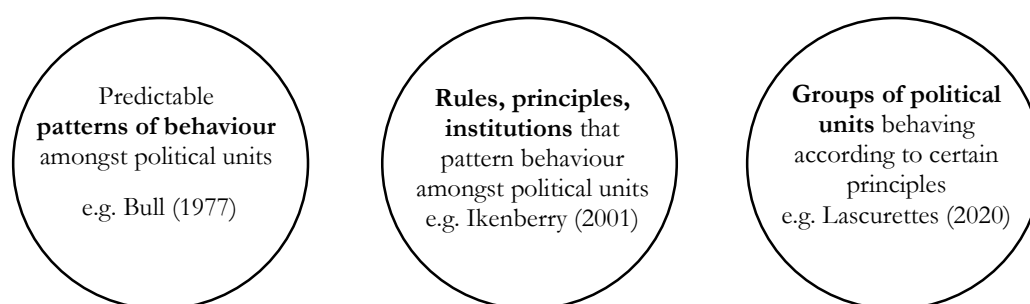 Predictable
patterns of behaviour
amongst political units
e.g. Bull (1977)
Rules, principles,
institutions that
pattern behaviour
amongst political units
e.g. Ikenberry (2001)
Groups of political
units behaving
according to certain
principles
e.g. Lascurettes (2020)